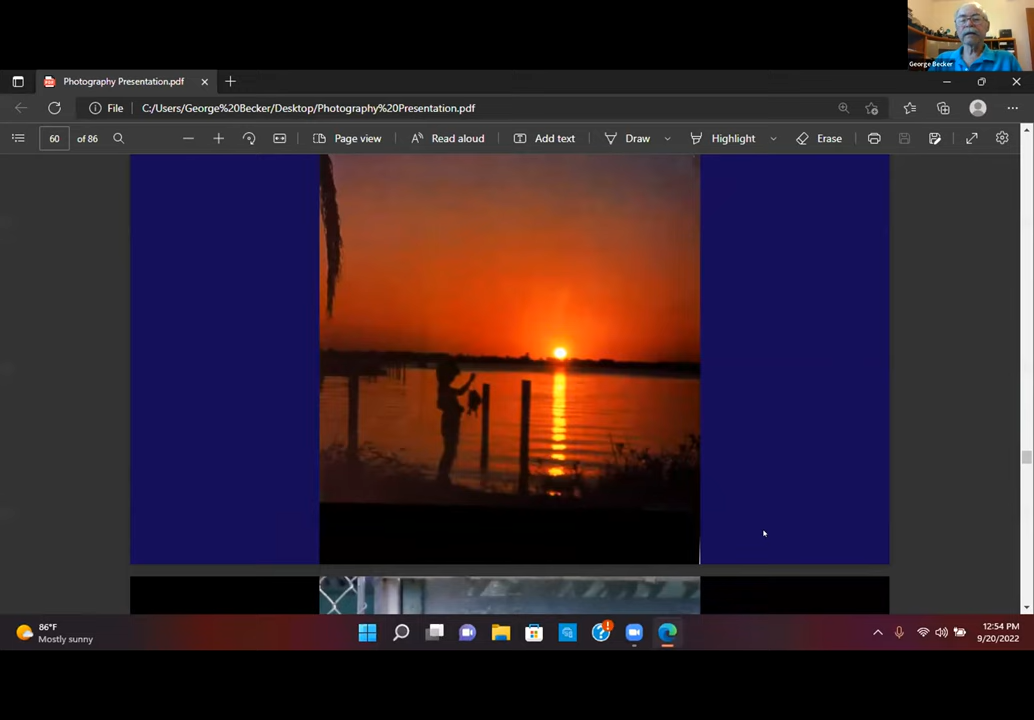 George Becker
Photography Presentation.pdf
File C:/Users/George%20Becker/Desktop/Photography%20Presentation.pdf
60 of 86 Page view Read aloud Add text Draw Highlight Erase
86°F
Mostly sunny
12:54 PM
9/20/2022